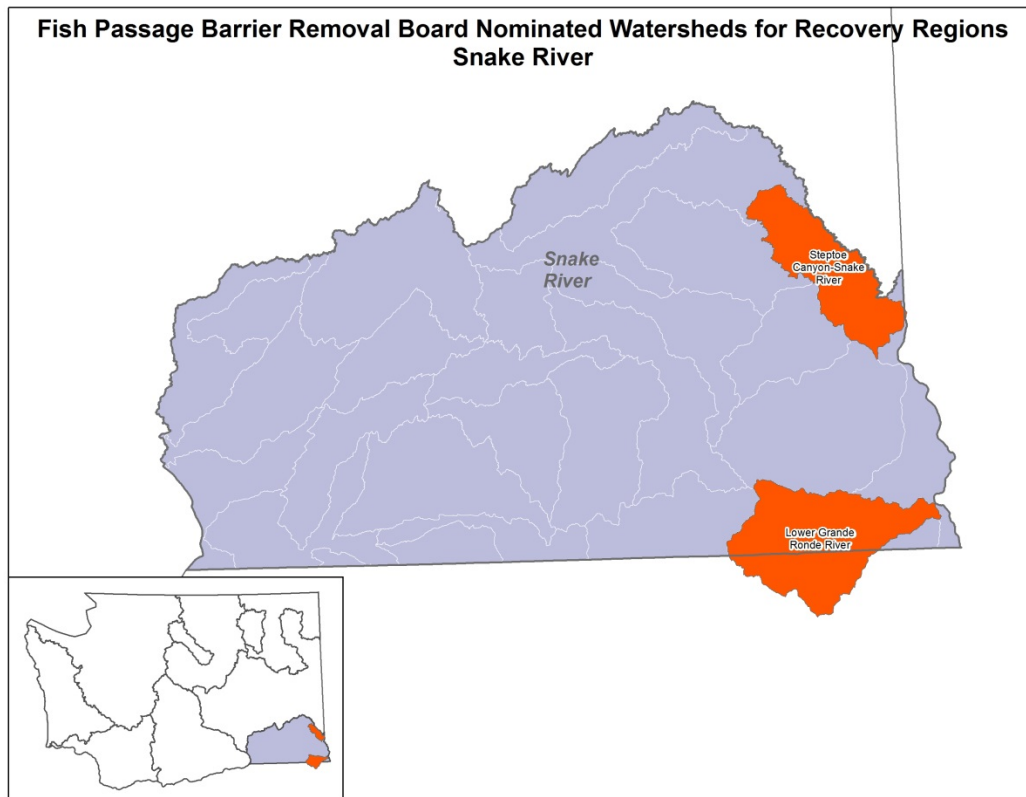 Fish Passage Barrier Removal Board Nominated Watersheds for Recovery Regions
Snake River
Steptoe
Canyon-Snake
River
Snake
River
Lower Grande
Ronde River